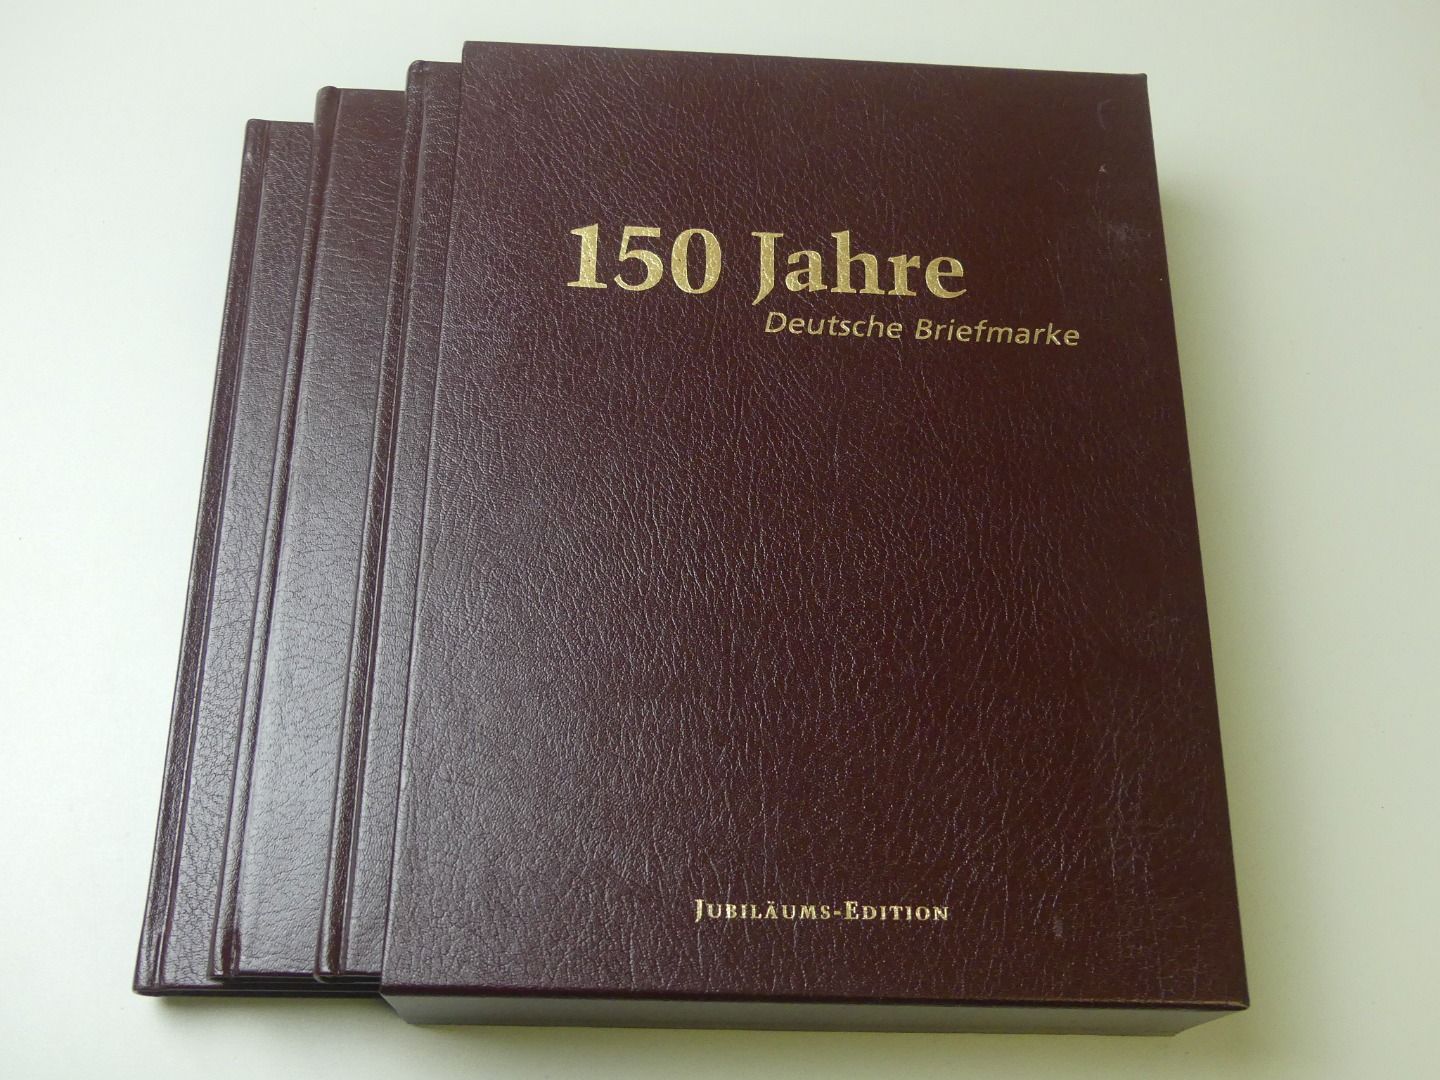 150 Jahre
Deutsche Briefmarke
Jubiläums-Edition